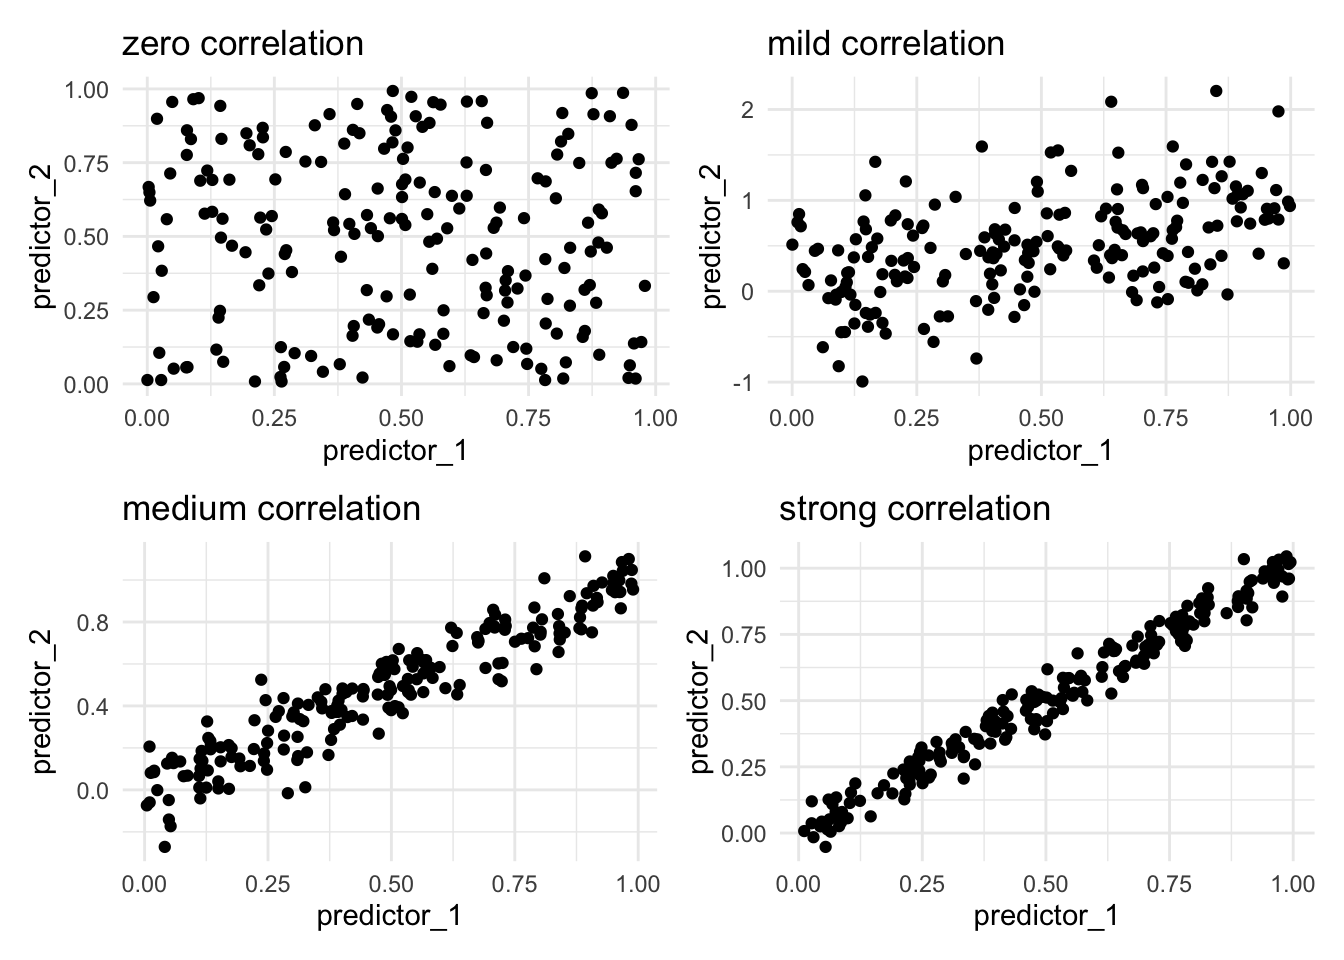 zero correlation
1.00
0.75
0.50
0.25
0.00
predictor_2
0.00 0.25 0.50 0.75 1.00
predictor_1
mild correlation
2
1
0
-1
predictor_2
0.00 0.25 0.50 0.75 1.00
predictor_1
medium correlation
0.8
0.4
0.0
predictor_2
0.00 0.25 0.50 0.75 1.00
predictor_1
strong correlation
1.00
0.75
0.50
0.25
0.00
predictor_2
0.00 0.25 0.50 0.75 1.00
predictor_1